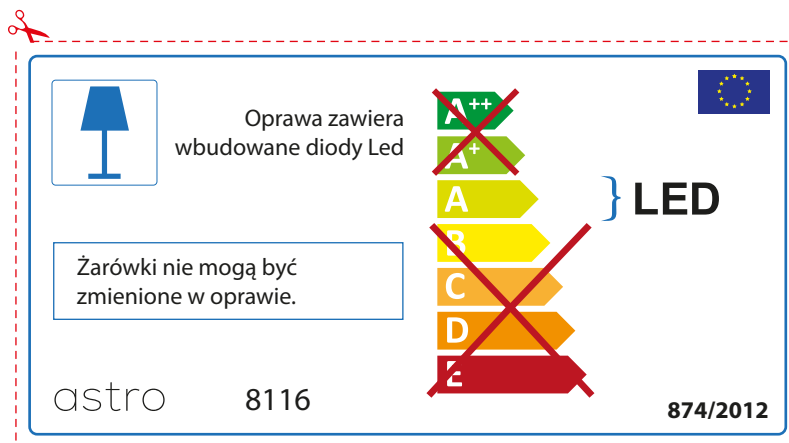 Oprawa zawiera
wbudowane diody Led
A++
A+
A
B
C
D
E
LED
Żarówki nie mogą być
zmienione w oprawie.
astro
8116
874/2012